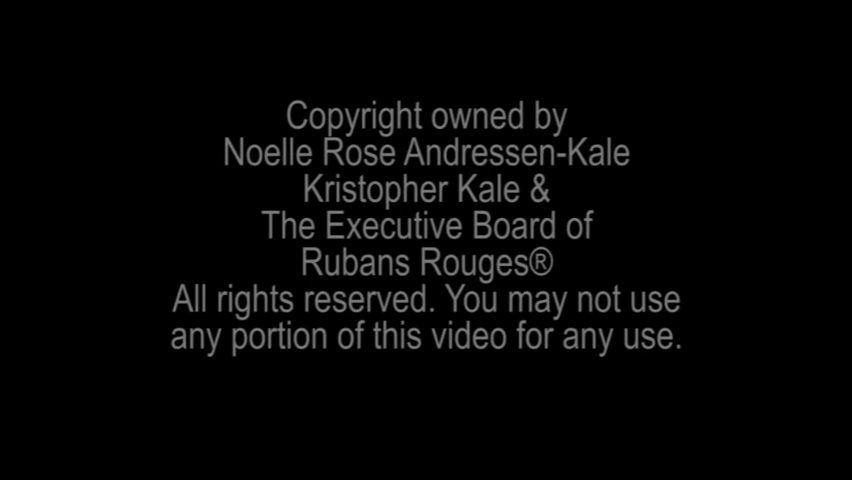 Copyright owned by
Noelle Rose Andressen-Kale
Kristopher Kale &
The Executive Board of
Rubans Rouges®
All rights reserved. You may not use
any portion of this video for any use.